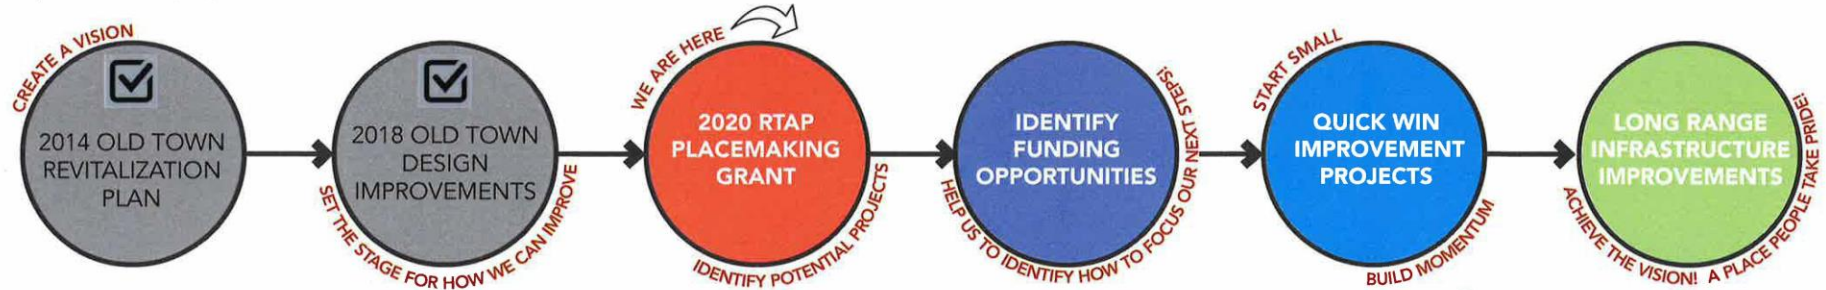 CREATE A VISION
2014 OLD TOWN
REVITALIZATION
PLAN
2018 OLD TOWN
DESIGN
IMPROVEMENTS
SET THE STAGE FOR HOW WE CAN IMPROVE
WE ARE HERE
2020 RTAP
PLACEMAKING
GRANT
IDENTIFY POTENTIAL PROJECTS
IDENTIFY
FUNDING
OPPORTUNITIES
HELP US TO IDENTIFY HOW TO FOCUS OUR NEXT STEPS!
START SMALL
QUICK WIN
IMPROVEMENT
PROJECTS
BUILD MOMENTUM
LONG RANGE
INFRASTRUCTURE
IMPROVEMENTS
ACHIEVE THE VISION! A PLACE PEOPLE TAKE PRIDE!